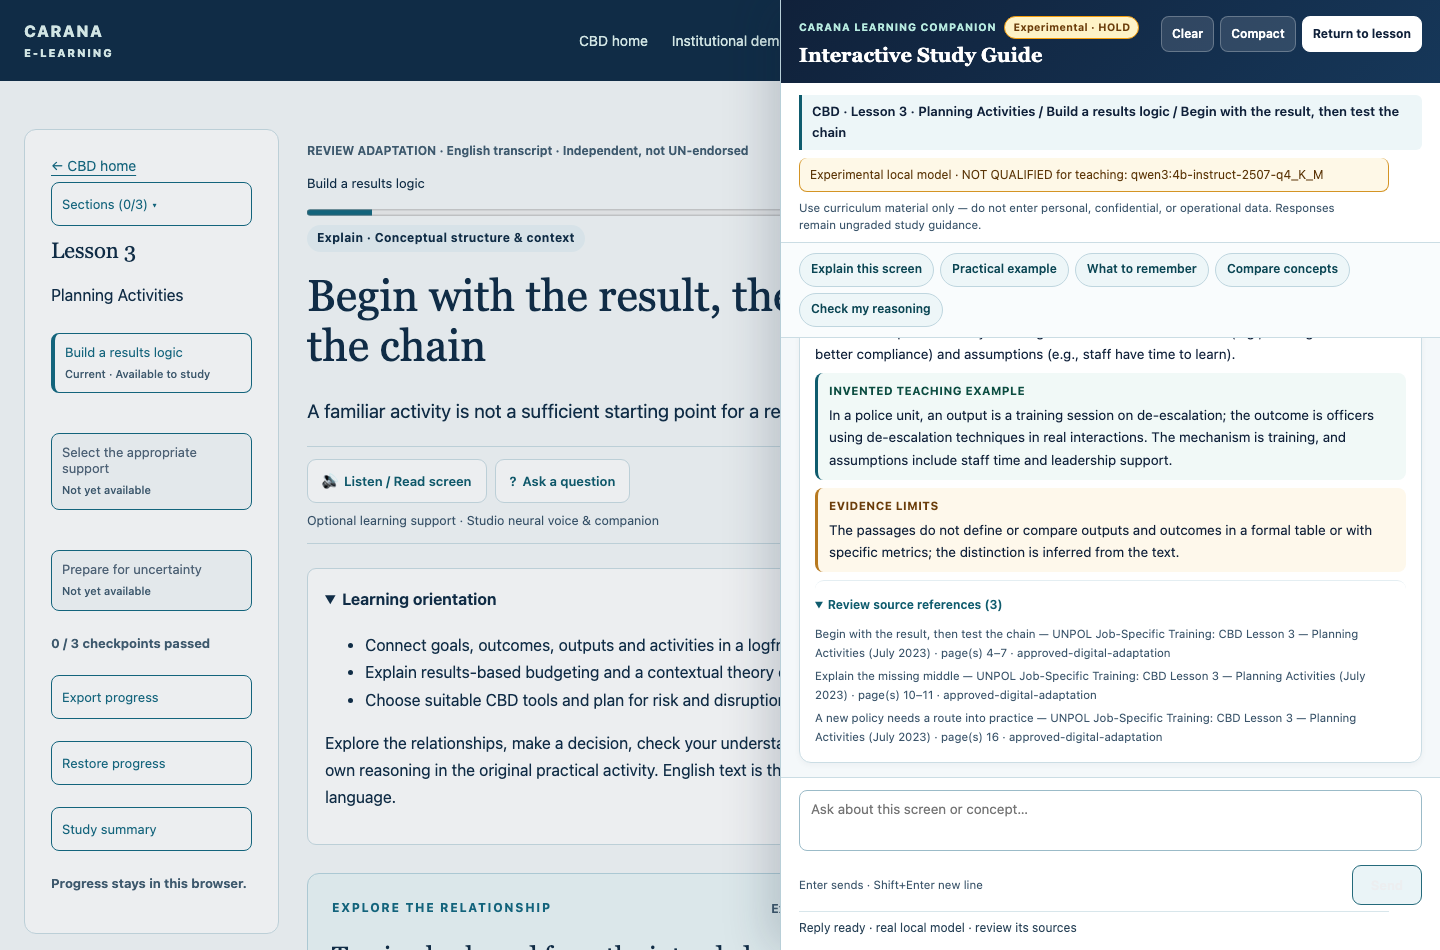 CARANA
E-LEARNING
CBD home
Institutional dem
← CBD home
Sections (0/3) ▾
Lesson 3
Planning Activities
Build a results logic
Current · Available to study
Select the appropriate
support
Not yet available
Prepare for uncertainty
Not yet available
0 / 3 checkpoints passed
Export progress
Restore progress
Study summary
Progress stays in this browser.
REVIEW ADAPTATION · English transcript · Independent, not UN-endorsed
Build a results logic
Explain · Conceptual structure & context
Begin with the result, the
the chain
A familiar activity is not a sufficient starting point for a re
Listen / Read screen
? Ask a question
Optional learning support · Studio neural voice & companion
▼ Learning orientation
• Connect goals, outcomes, outputs and activities in a logfr
• Explain results-based budgeting and a contextual theory
• Choose suitable CBD tools and plan for risk and disruption
Explore the relationships, make a decision, check your understa
own reasoning in the original practical activity. English text is th
language.
EXPLORE THE RELATIONSHIP
CARANA LEARNING COMPANION
Experimental · HOLD
Interactive Study Guide
Clear
Compact
Return to lesson
CBD · Lesson 3 · Planning Activities / Build a results logic / Begin with the result, then test the
chain
Experimental local model · NOT QUALIFIED for teaching: qwen3:4b-instruct-2507-q4_K_M
Use curriculum material only — do not enter personal, confidential, or operational data. Responses
remain ungraded study guidance.
Explain this screen
Practical example
What to remember
Compare concepts
Check my reasoning
better compliance) and assumptions (e.g., staff have time to learn).
INVENTED TEACHING EXAMPLE
In a police unit, an output is a training session on de-escalation; the outcome is officers
using de-escalation techniques in real interactions. The mechanism is training, and
assumptions include staff time and leadership support.
EVIDENCE LIMITS
The passages do not define or compare outputs and outcomes in a formal table or with
specific metrics; the distinction is inferred from the text.
▼ Review source references (3)
Begin with the result, then test the chain — UNPOL Job-Specific Training: CBD Lesson 3 — Planning
Activities (July 2023) · page(s) 4–7 · approved-digital-adaptation
Explain the missing middle — UNPOL Job-Specific Training: CBD Lesson 3 — Planning Activities (July
2023) · page(s) 10–11 · approved-digital-adaptation
A new policy needs a route into practice — UNPOL Job-Specific Training: CBD Lesson 3 — Planning
Activities (July 2023) · page(s) 16 · approved-digital-adaptation
Ask about this screen or concept…
Enter sends · Shift+Enter new line
Reply ready · real local model · review its sources